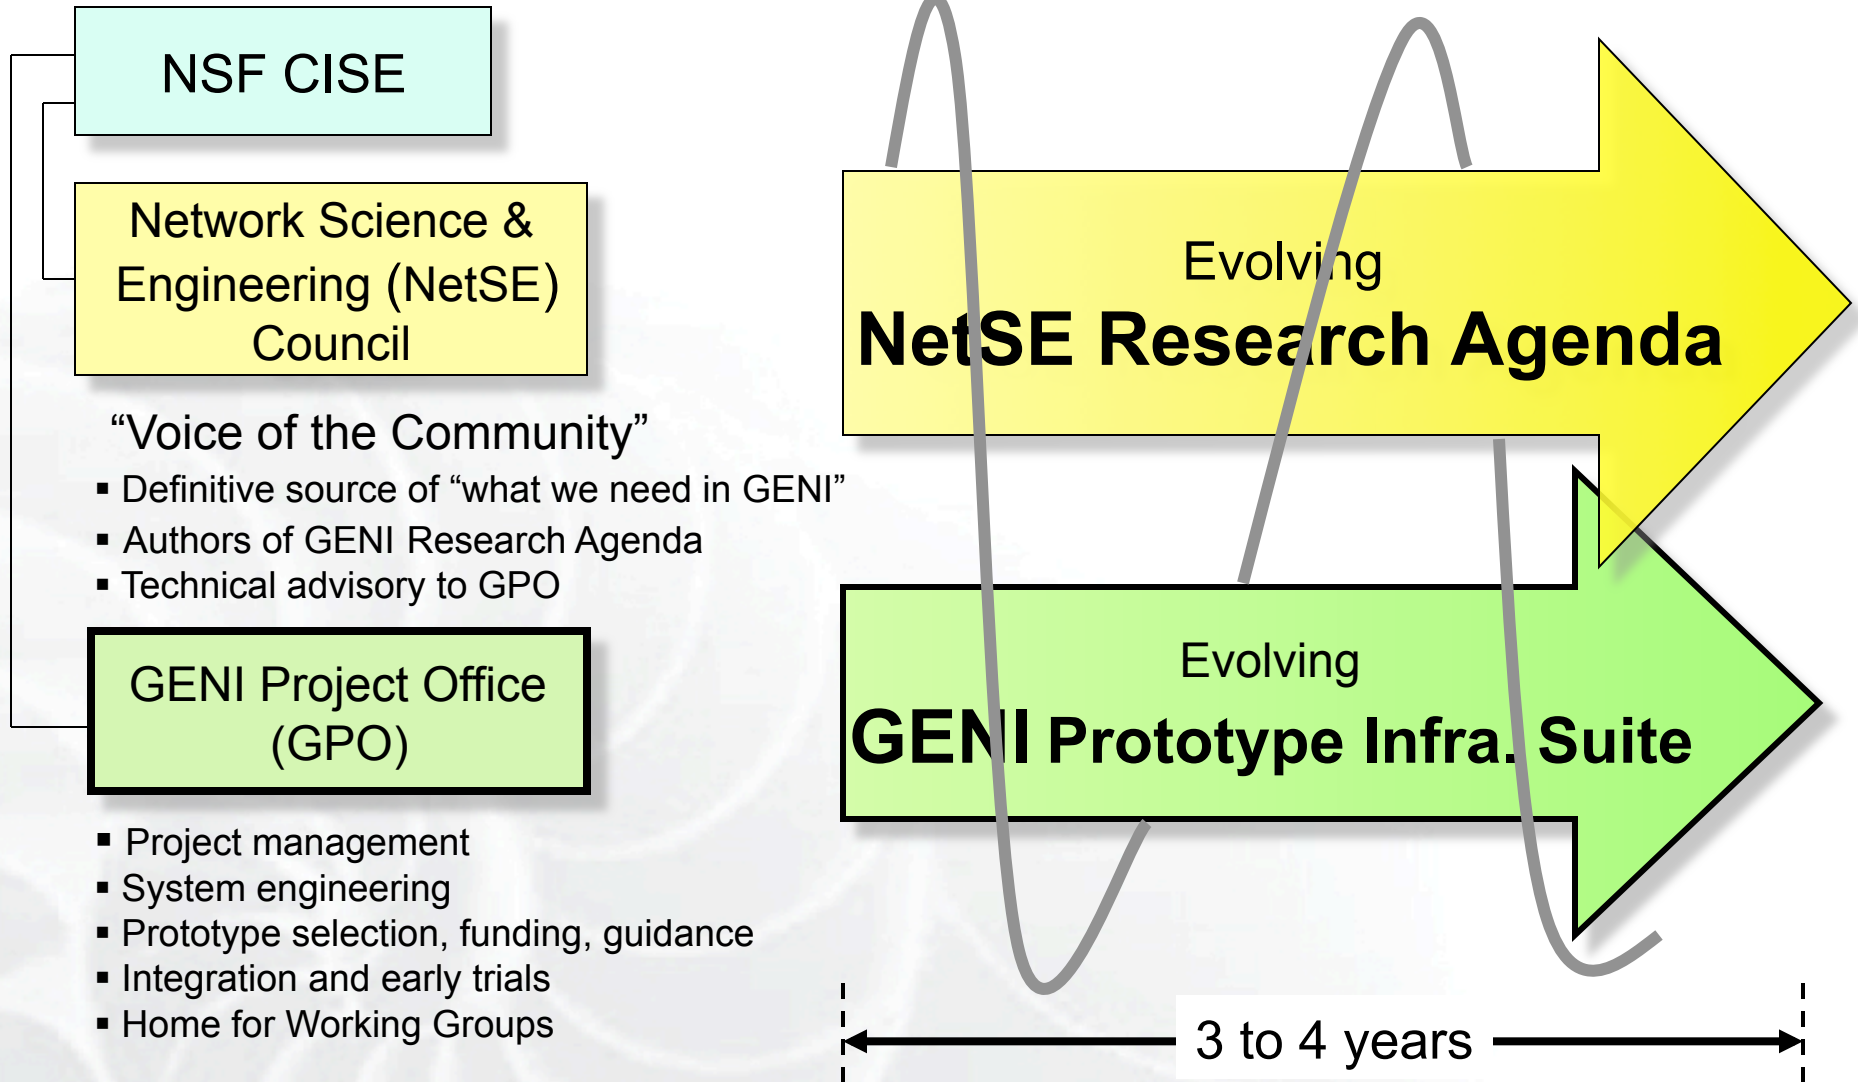 NSF CISE
Network Science &
Engineering (NetSE)
Council
“Voice of the Community”
▪ Definitive source of “what we need in GENI”
▪ Authors of GENI Research Agenda
▪ Technical advisory to GPO
GENI Project Office
(GPO)
▪ Project management
▪ System engineering
▪ Prototype selection, funding, guidance
▪ Integration and early trials
▪ Home for Working Groups
Evolving
NetSE Research Agenda
Evolving
GENI Prototype Infra. Suite
3 to 4 years